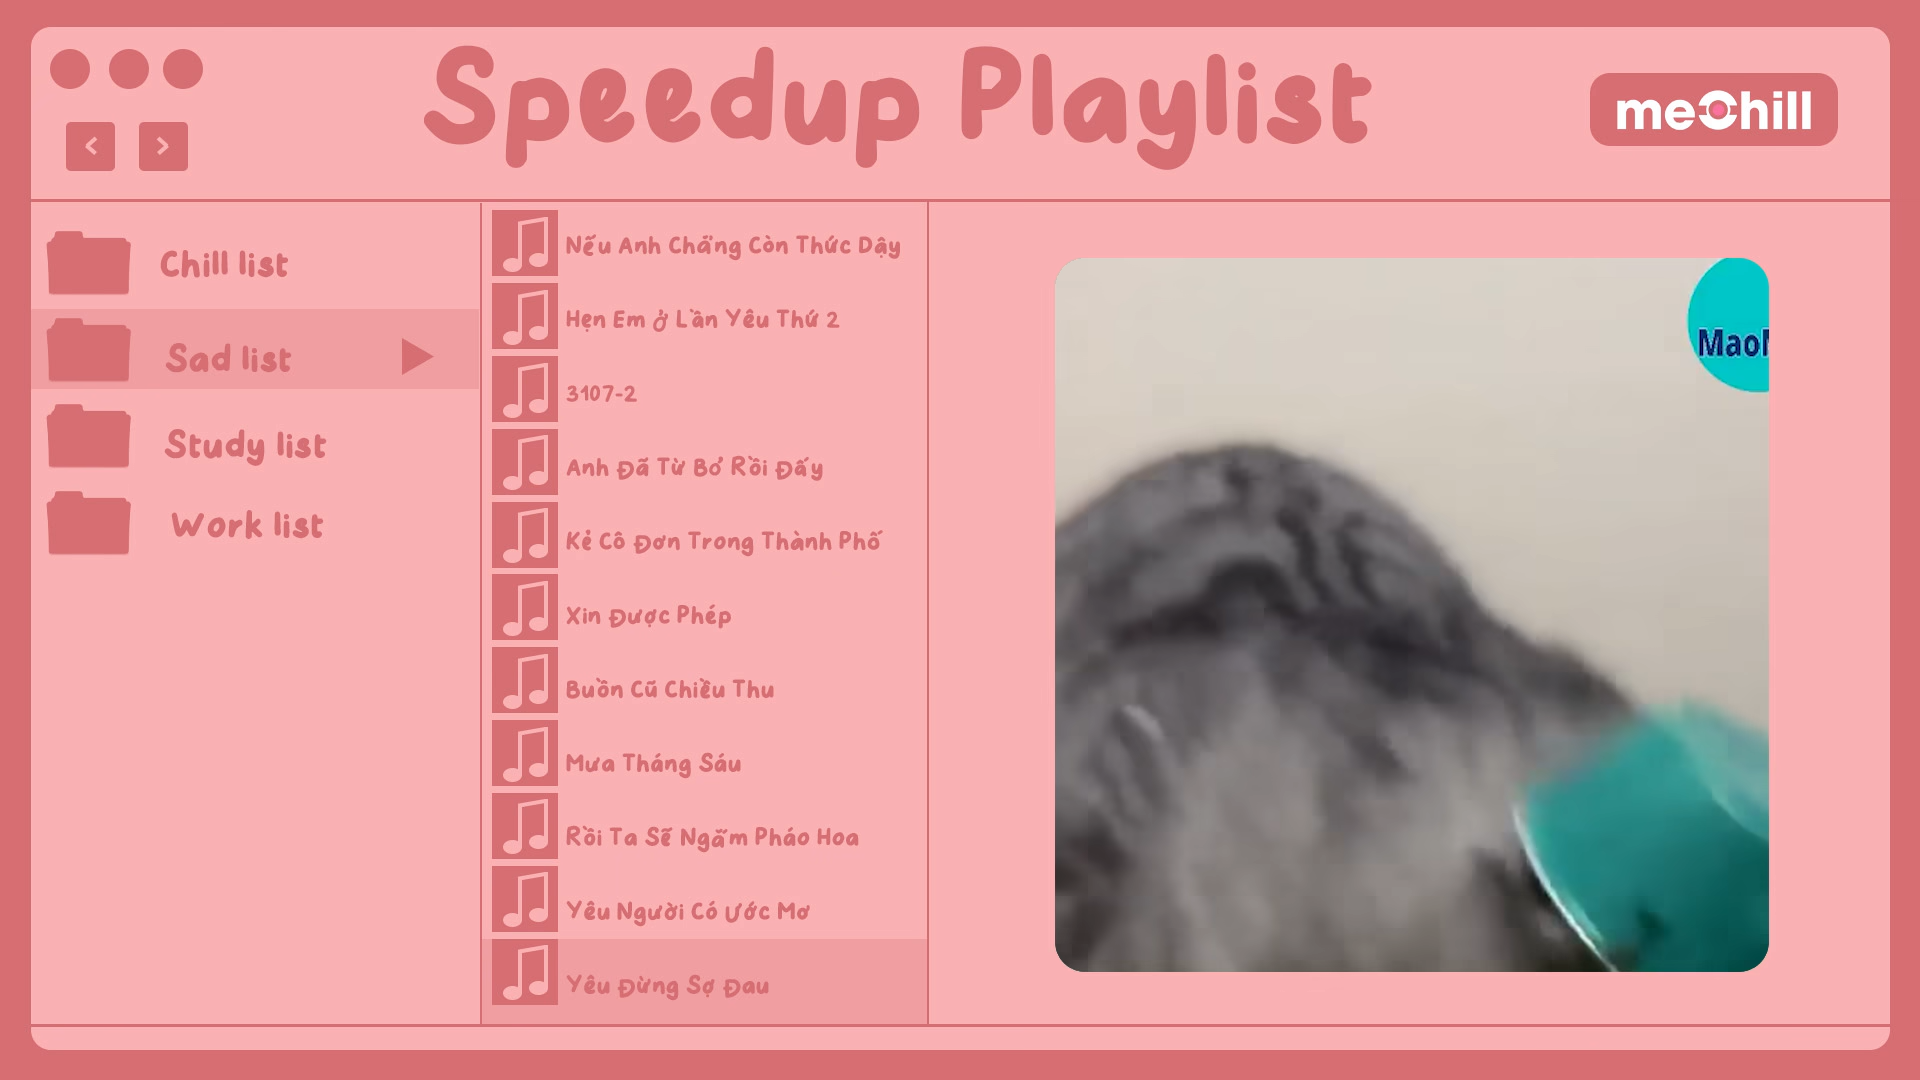 Speedup Playlist
mechill
Chill list
Sad list
Study list
Work list
Nếu Anh Chẳng Còn Thức Dậy
Hẹn Em ở Lần Yêu Thứ 2
3107-2
Anh Đã Từ Bỏ Rồi Đấy
Kẻ Cô Đơn Trong Thành Phố
Xin Được Phép
Buồn Cũ Chiều Thu
Mưa Tháng Sáu
Rồi Ta Sẽ Ngắm Pháo Hoa
Yêu Người Có Ước Mơ
Yêu Đừng Sợ Đau